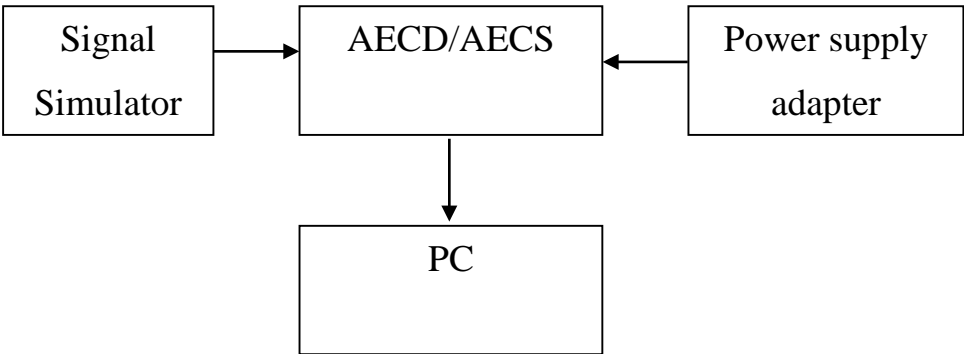 Signal
Simulator
AECD/AECS
Power supply
adapter
PC